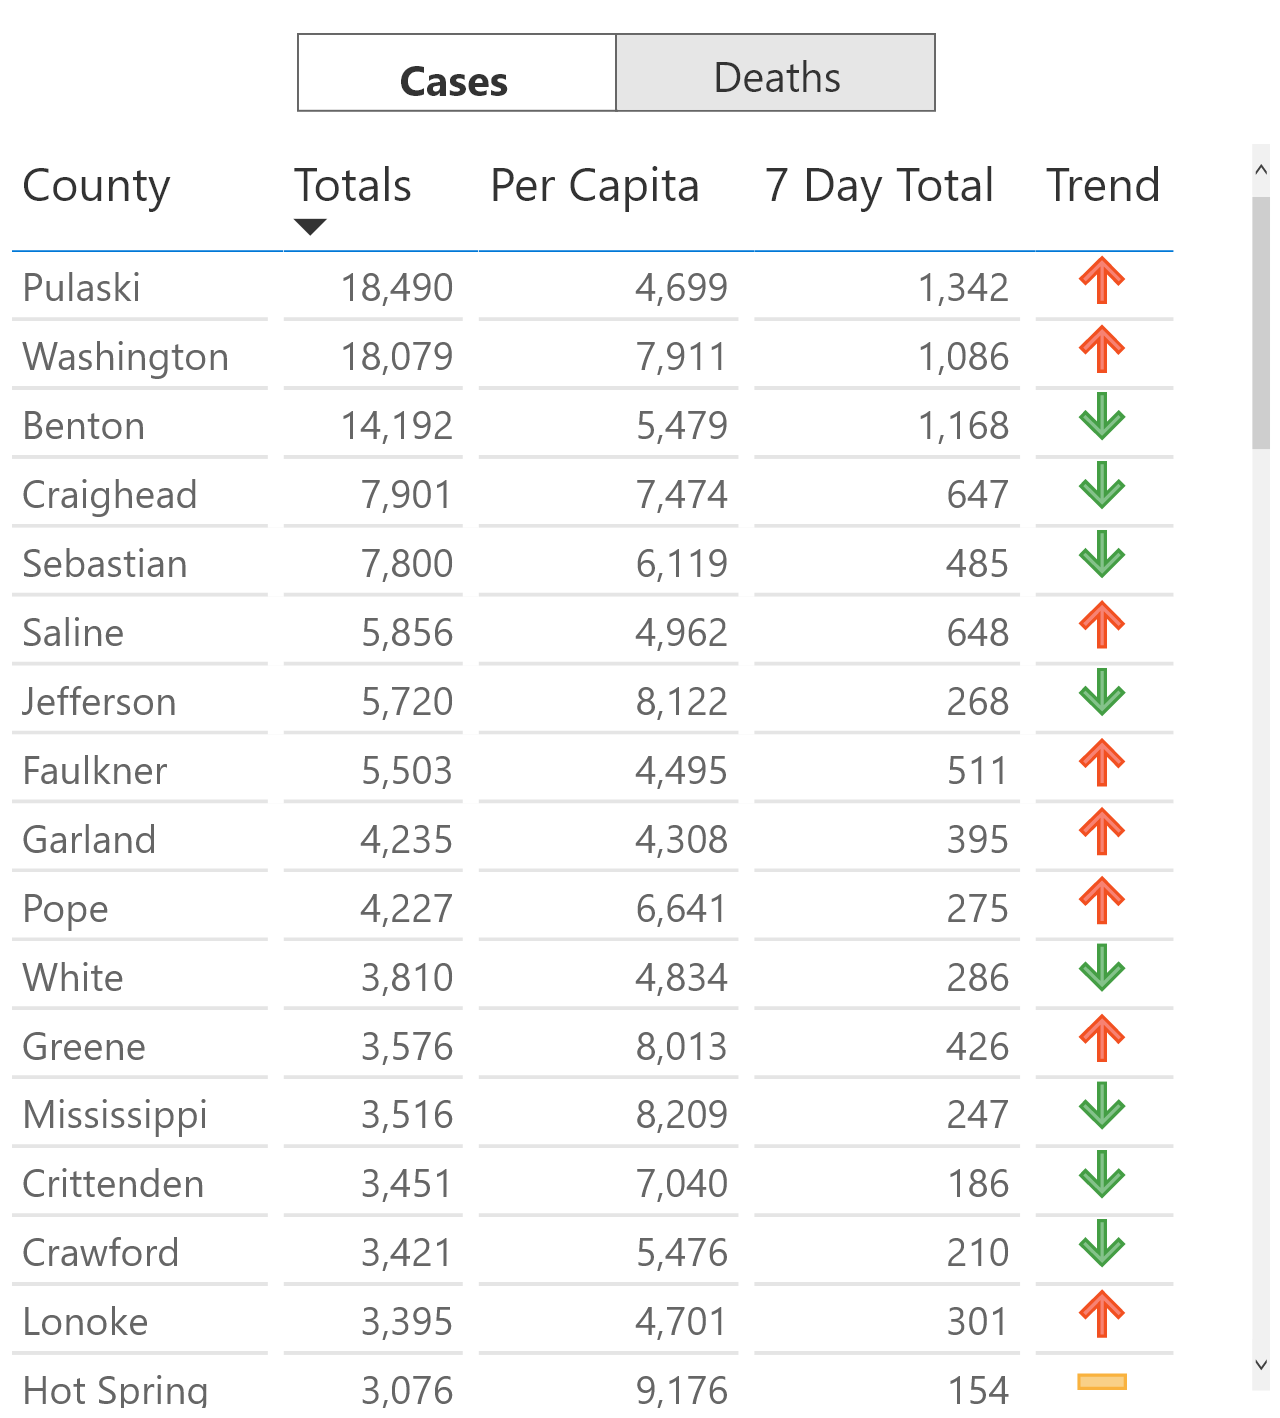 Cases Deaths
County Totals Per Capita 7 Day Total Trend
Pulaski 18,490 4,699 1,342
Washington 18,079 7,911 1,086
Benton 14,192 5,479 1,168
Craighead 7,901 7,474 647
Sebastian 7,800 6,119 485
Saline 5,856 4,962 648
Jefferson 5,720 8,122 268
Faulkner 5,503 4,495 511
Garland 4,235 4,308 395
Pope 4,227 6,641 275
White 3,810 4,834 286
Greene 3,576 8,013 426
Mississippi 3,516 8,209 247
Crittenden 3,451 7,040 186
Crawford 3,421 5,476 210
Lonoke 3,395 4,701 301
Hot Spring 3,076 9,176 154